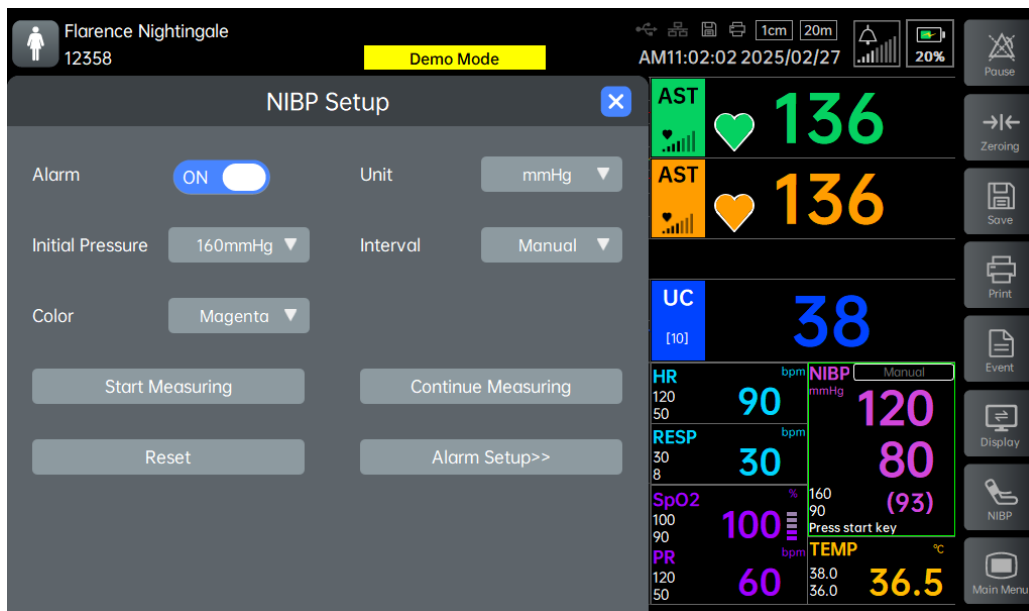 Flarence Nightingale
12358
Demo Mode
1cm 20m
AM11:02:02 2025/02/27
20%
NIBP Setup
Alarm ON
Unit mmHg
Initial Pressure 160mmHg
Interval Manual
Color Magenta
Start Measuring
Continue Measuring
Reset
Alarm Setup>>
AST
136
AST
136
UC
[10]
38
HR bpm
120
50
90
RESP bpm
30
8
30
SpO2 %
100
90
100
PR bpm
120
50
60
NIBP Manual
mmHg
120
80
160
90
(93)
Press start key
TEMP °C
38.0
36.0
36.5
Pause
Zeroing
Save
Print
Event
Display
NIBP
Main Menu